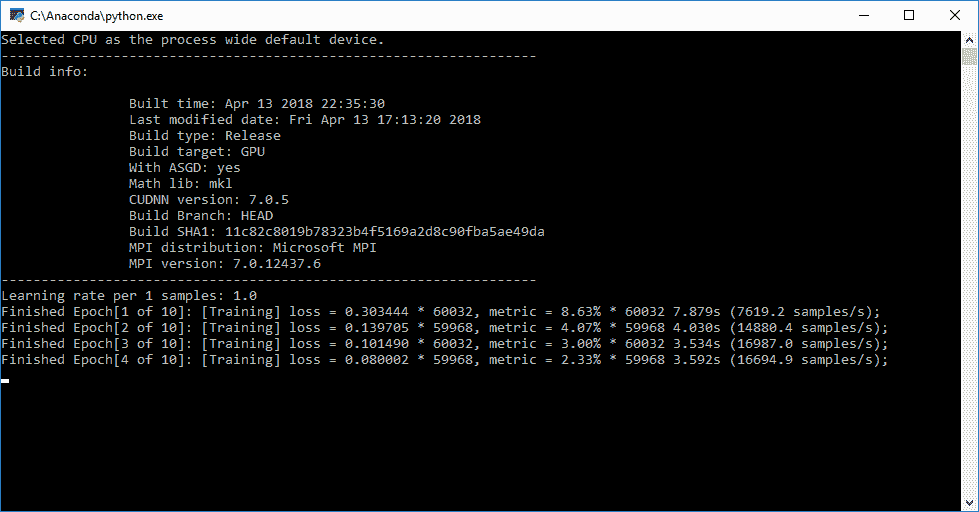 C:\Anaconda\python.exe
Selected CPU as the process wide default device.
-------------------------------------------------------------------
Build info:
Built time: Apr 13 2018 22:35:30
Last modified date: Fri Apr 13 17:13:20 2018
Build type: Release
Build target: GPU
With ASGD: yes
Math lib: mkl
CUDNN version: 7.0.5
Build Branch: HEAD
Build SHA1: 11c82c8019b78323b4f5169a2d8c90fba5ae49da
MPI distribution: Microsoft MPI
MPI version: 7.0.12437.6
-------------------------------------------------------------------
Learning rate per 1 samples: 1.0
Finished Epoch[1 of 10]: [Training] loss = 0.303444 * 60032, metric = 8.63% * 60032 7.879s (7619.2 samples/s);
Finished Epoch[2 of 10]: [Training] loss = 0.139705 * 59968, metric = 4.07% * 59968 4.030s (14880.4 samples/s);
Finished Epoch[3 of 10]: [Training] loss = 0.101490 * 60032, metric = 3.00% * 60032 3.534s (16987.0 samples/s);
Finished Epoch[4 of 10]: [Training] loss = 0.080002 * 59968, metric = 2.33% * 59968 3.592s (16694.9 samples/s);